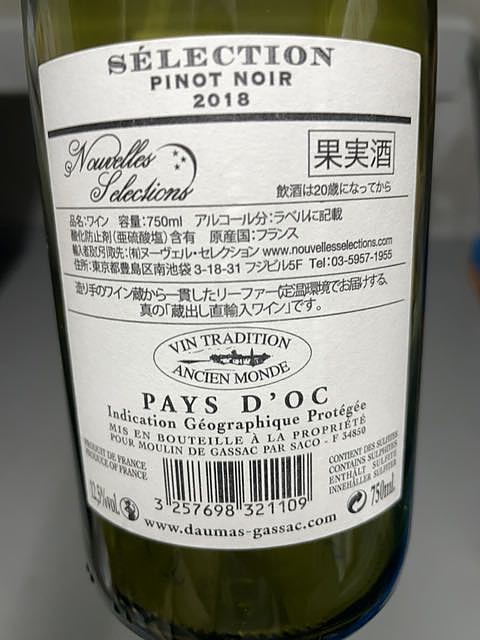 SÉLECTION
PINOT NOIR
2018
Nouvelles
Selections
果実酒
飲酒は20歳になってから
品名:ワイン 容量:750ml アルコール分:ラベルに記載
酸化防止剤(亜硫酸塩)含有 原産国:フランス
輸入者及び引取先:(有)ヌーヴェル・セレクション www.nouvellesselections.com
住所:東京都豊島区南池袋 3-18-31 フジビル5F Tel:03-5957-1955
造り手のワイン蔵から一貫したリーファー(定温)環境でお届けする、
真の「蔵出し直輸入ワイン」です。
VIN TRADITION
ANCIEN MONDE
PAYS D'OC
Indication Géographique Protégée
MIS EN BOUTEILLE À LA PROPRIÉTÉ
POUR MOULIN DE GASSAC PAR SACO - F 34850
PRODUIT DE FRANCE
PRODUCE OF FRANCE
CONTIENT DES SULFITES
CONTAINS SULPHITES
ENTHÄLT SULFITE
INNEHÅLLER SULFITER
12,5%vol.
3 257698 321109
750mL
www.daumas-gassac.com